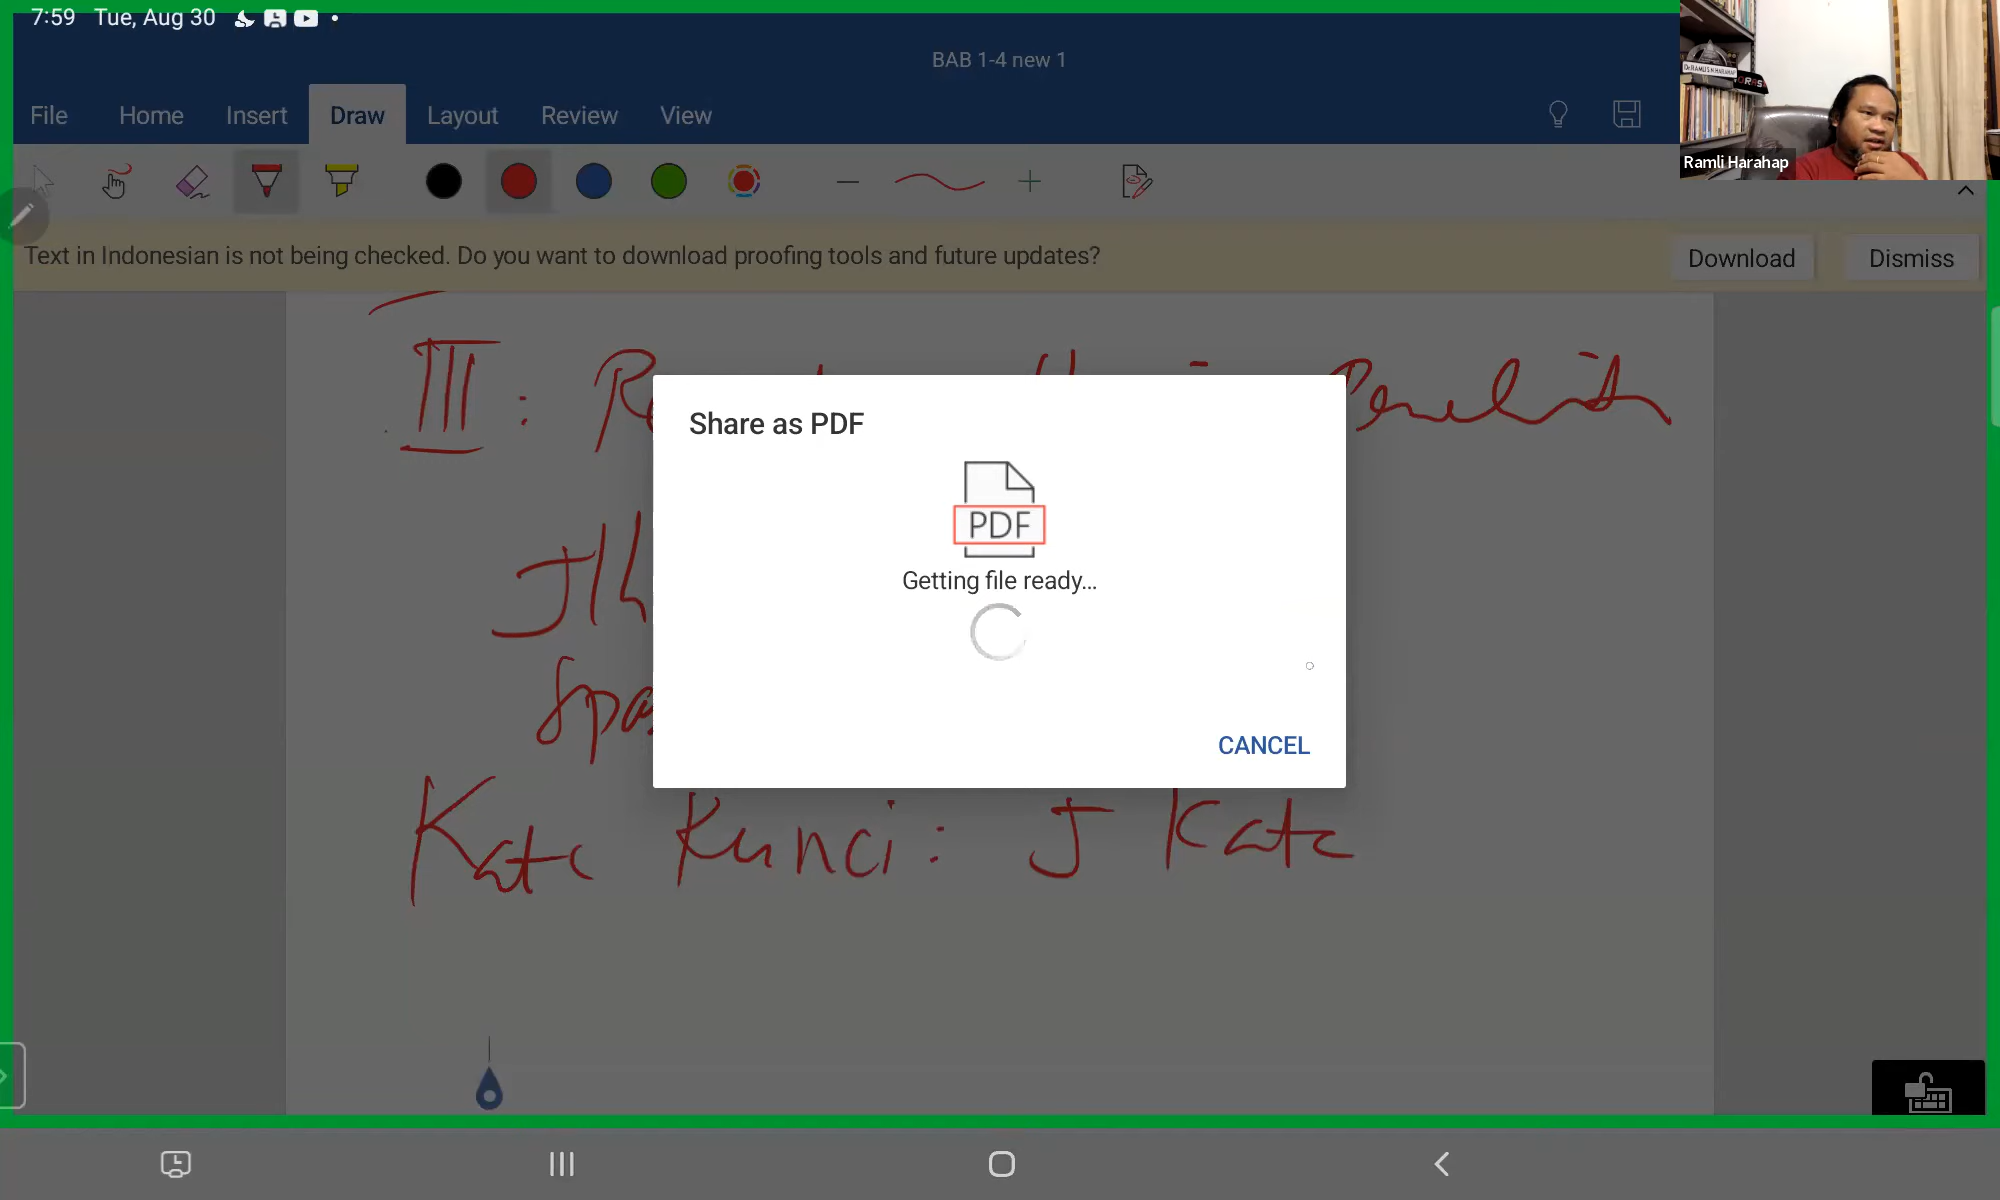 7:59 Tue, Aug 30
BAB 1-4 new 1
File Home Insert Draw Layout Review View
Ramli Harahap
Text in Indonesian is not being checked. Do you want to download proofing tools and future updates? Download Dismiss
III :
Share as PDF
PDF
Getting file ready...
CANCEL
Kata Kunci : 5 Kata